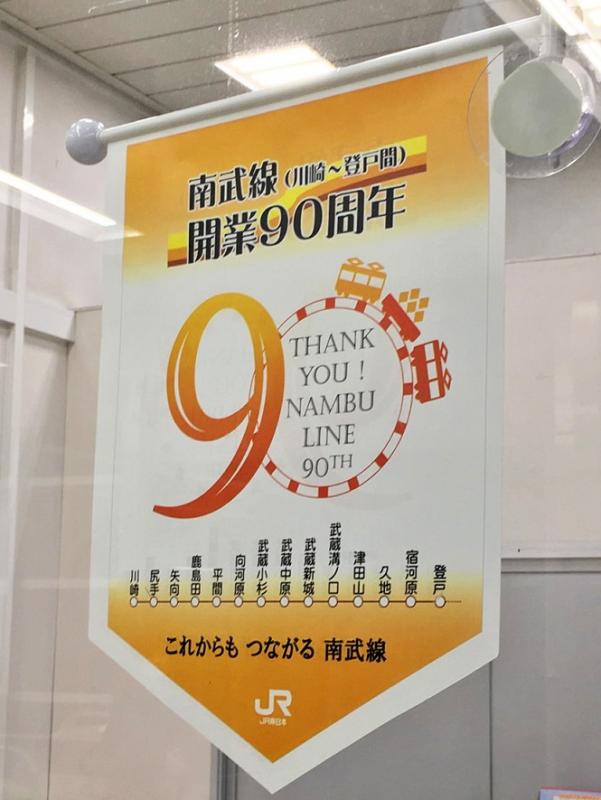 南武線(川崎～登戸間)
開業90周年
90
THANK
YOU!
NAMBU
LINE
90TH
川崎
尻手
矢向
鹿島田
平間
向河原
武蔵小杉
武蔵中原
武蔵新城
武蔵溝ノ口
津田山
久地
宿河原
登戸
これからも つながる 南武線
JR
JR東日本